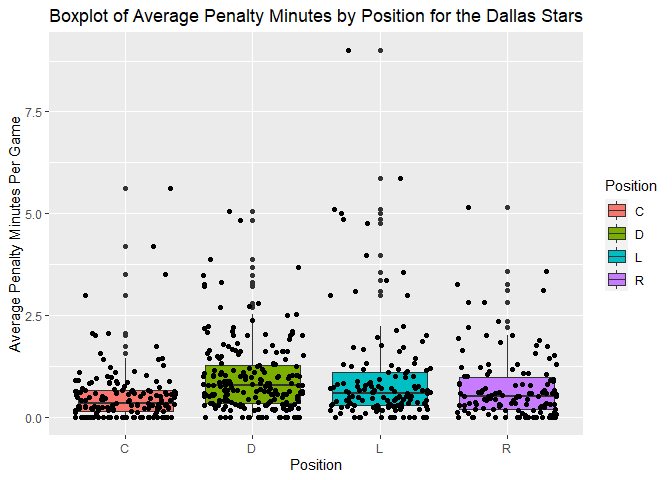 Boxplot of Average Penalty Minutes by Position for the Dallas Stars
Average Penalty Minutes Per Game
7.5
5.0
2.5
0.0
C D L R
Position
Position
C
D
L
R